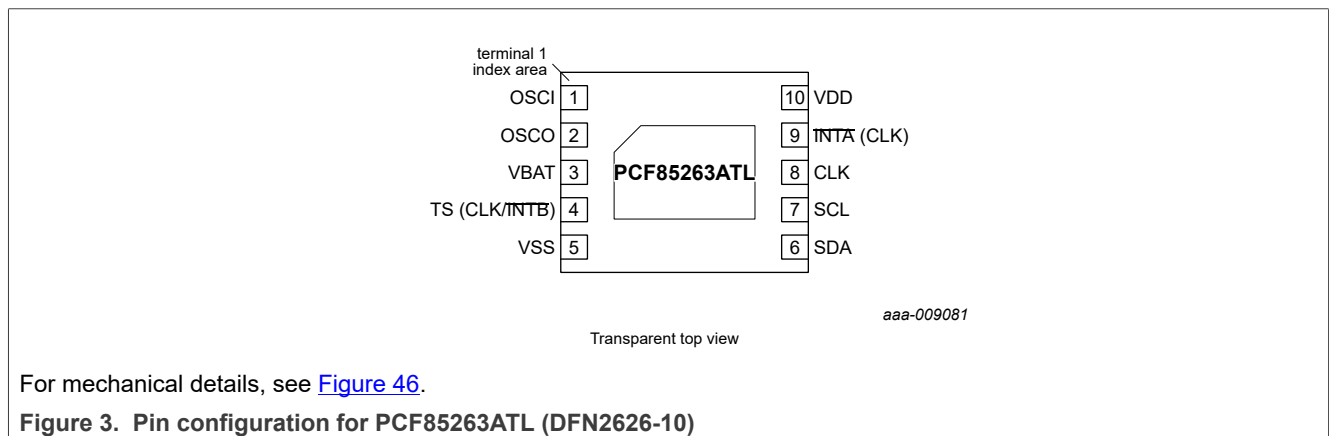 terminal 1
index area
OSCI 1
OSCO 2
VBAT 3
TS (CLK/INTB) 4
VSS 5
PCF85263ATL
10 VDD
9 INTA (CLK)
8 CLK
7 SCL
6 SDA
aaa-009081
Transparent top view
For mechanical details, see Figure 46.
Figure 3. Pin configuration for PCF85263ATL (DFN2626-10)